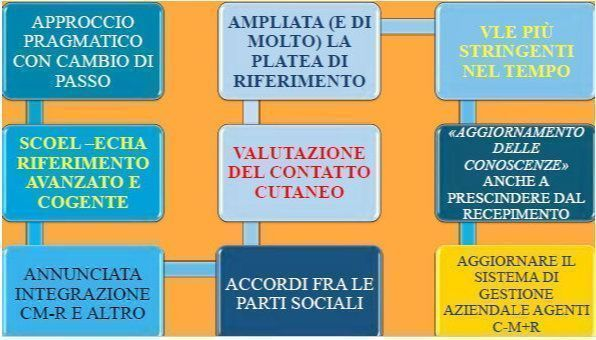 APPROCCIO
PRAGMATICO
CON CAMBIO DI
PASSO
SCOEL –ECHA
RIFERIMENTO
AVANZATO E
COGENTE
ANNUNCIATA
INTEGRAZIONE
CM-R E ALTRO
ACCORDI FRA LE
PARTI SOCIALI
VALUTAZIONE
DEL CONTATTO
CUTANEO
AMPLIATA (E DI
MOLTO) LA
PLATEA DI
RIFERIMENTO
VLE PIÙ
STRINGENTI
NEL TEMPO
«AGGIORNAMENTO
DELLE
CONOSCENZE»
ANCHE A
PRESCINDERE DAL
RECEPIMENTO
AGGIORNARE IL
SISTEMA DI
GESTIONE
AZIENDALE AGENTI
C-M+R